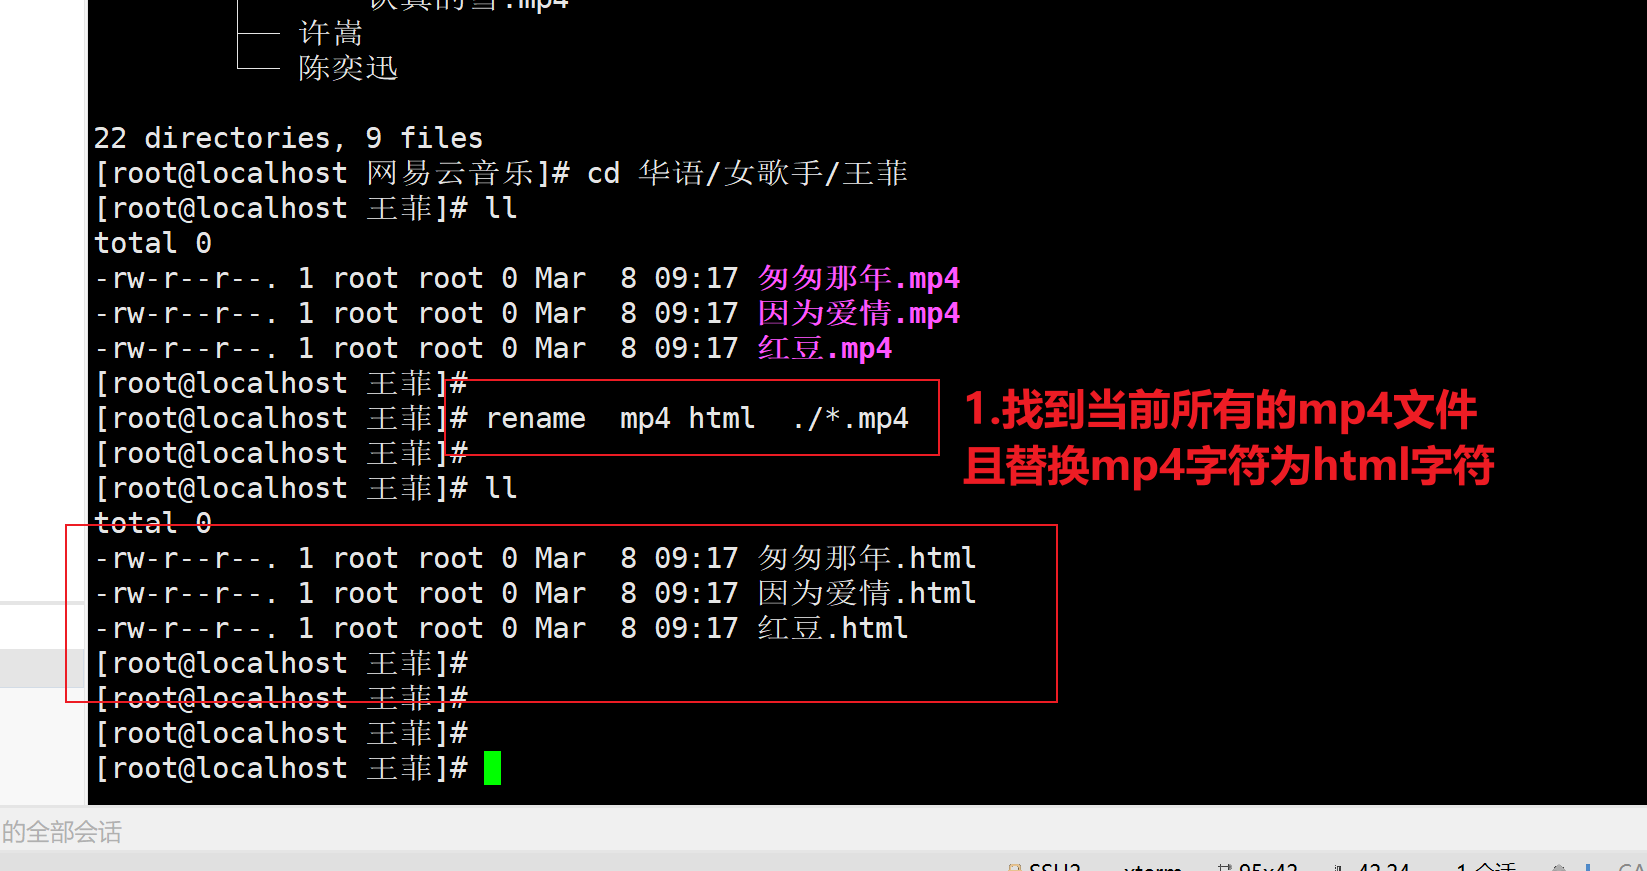 认真的雪.mp4
├── 许嵩
└── 陈奕迅
22 directories, 9 files
[root@localhost 网易云音乐]# cd 华语/女歌手/王菲
[root@localhost 王菲]# ll
total 0
-rw-r--r--. 1 root root 0 Mar  8 09:17 匆匆那年.mp4
-rw-r--r--. 1 root root 0 Mar  8 09:17 因为爱情.mp4
-rw-r--r--. 1 root root 0 Mar  8 09:17 红豆.mp4
[root@localhost 王菲]#
[root@localhost 王菲]# rename  mp4 html  ./*.mp4
1.找到当前所有的mp4文件
且替换mp4字符为html字符
[root@localhost 王菲]#
[root@localhost 王菲]# ll
total 0
-rw-r--r--. 1 root root 0 Mar  8 09:17 匆匆那年.html
-rw-r--r--. 1 root root 0 Mar  8 09:17 因为爱情.html
-rw-r--r--. 1 root root 0 Mar  8 09:17 红豆.html
[root@localhost 王菲]#
[root@localhost 王菲]#
[root@localhost 王菲]#
[root@localhost 王菲]#
的全部会话
SSH2 xterm 95x42 42,24 1 会话